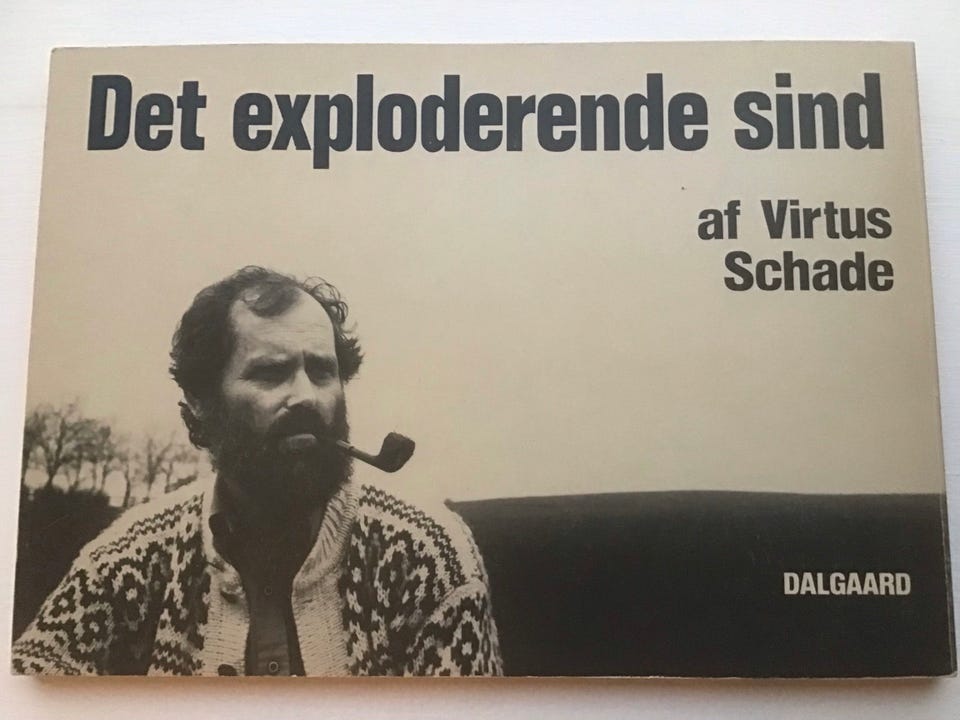 Det exploderende sind
af Virtus
Schade
DALGAARD